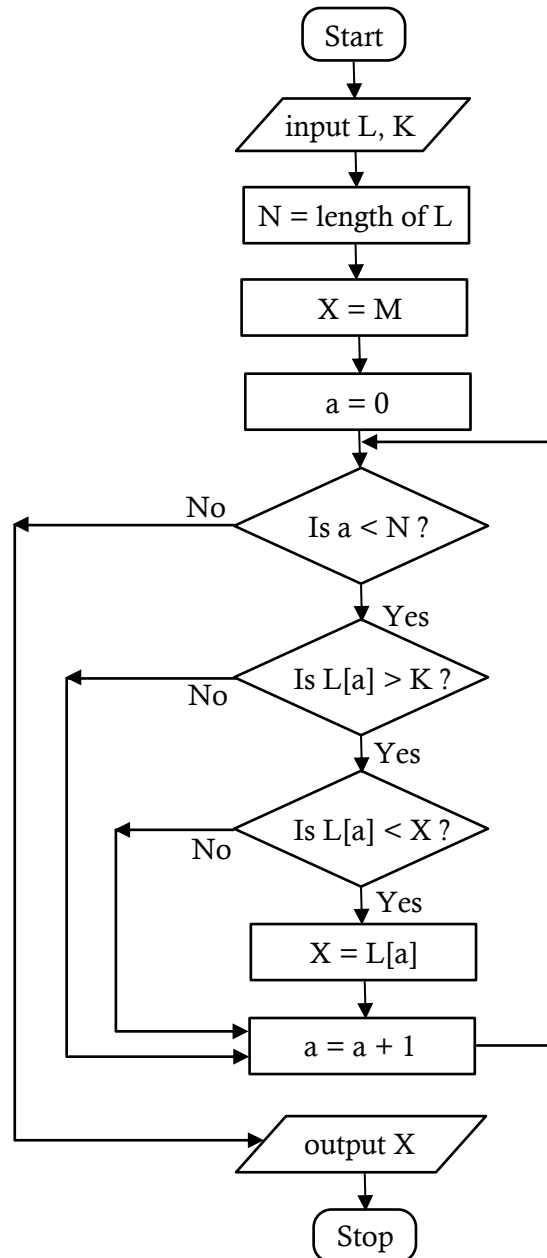 Start
input L, K
N = length of L
X = M
a = 0
No
Is a < N ?
Yes
Is L[a] > K ?
No
Yes
Is L[a] < X ?
No
Yes
X = L[a]
a = a + 1
output X
Stop